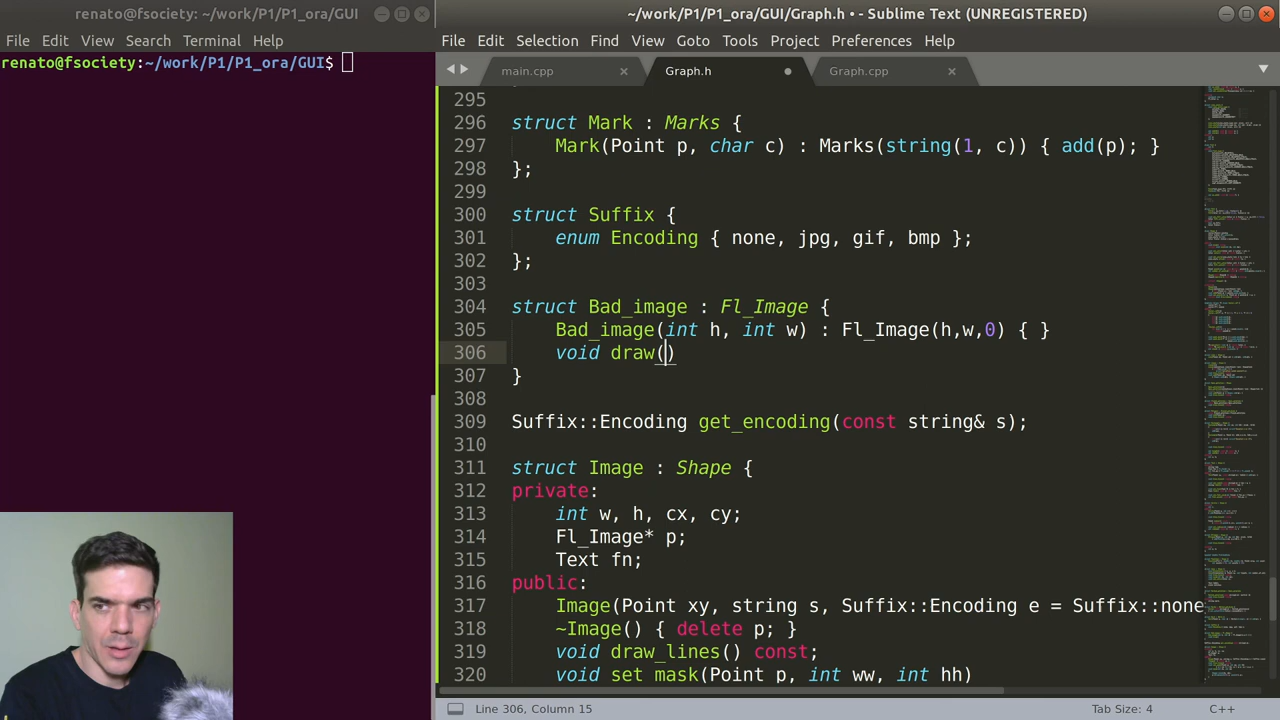 renato@fsociety: ~/work/P1/P1_ora/GUI
File Edit View Search Terminal Help
renato@fsociety:~/work/P1/P1_ora/GUI$
~/work/P1/P1_ora/GUI/Graph.h • - Sublime Text (UNREGISTERED)
File Edit Selection Find View Goto Tools Project Preferences Help
main.cpp Graph.h Graph.cpp
295
296 struct Mark : Marks {
297 Mark(Point p, char c) : Marks(string(1, c)) { add(p); }
298 };
299
300 struct Suffix {
301 enum Encoding { none, jpg, gif, bmp };
302 };
303
304 struct Bad_image : Fl_Image {
305 Bad_image(int h, int w) : Fl_Image(h,w,0) { }
306 void draw()
307 }
308
309 Suffix::Encoding get_encoding(const string& s);
310
311 struct Image : Shape {
312 private:
313 int w, h, cx, cy;
314 Fl_Image* p;
315 Text fn;
316 public:
317 Image(Point xy, string s, Suffix::Encoding e = Suffix::none
318 ~Image() { delete p; }
319 void draw_lines() const;
320 void set_mask(Point p, int ww, int hh)
Line 306, Column 15
Tab Size: 4
C++